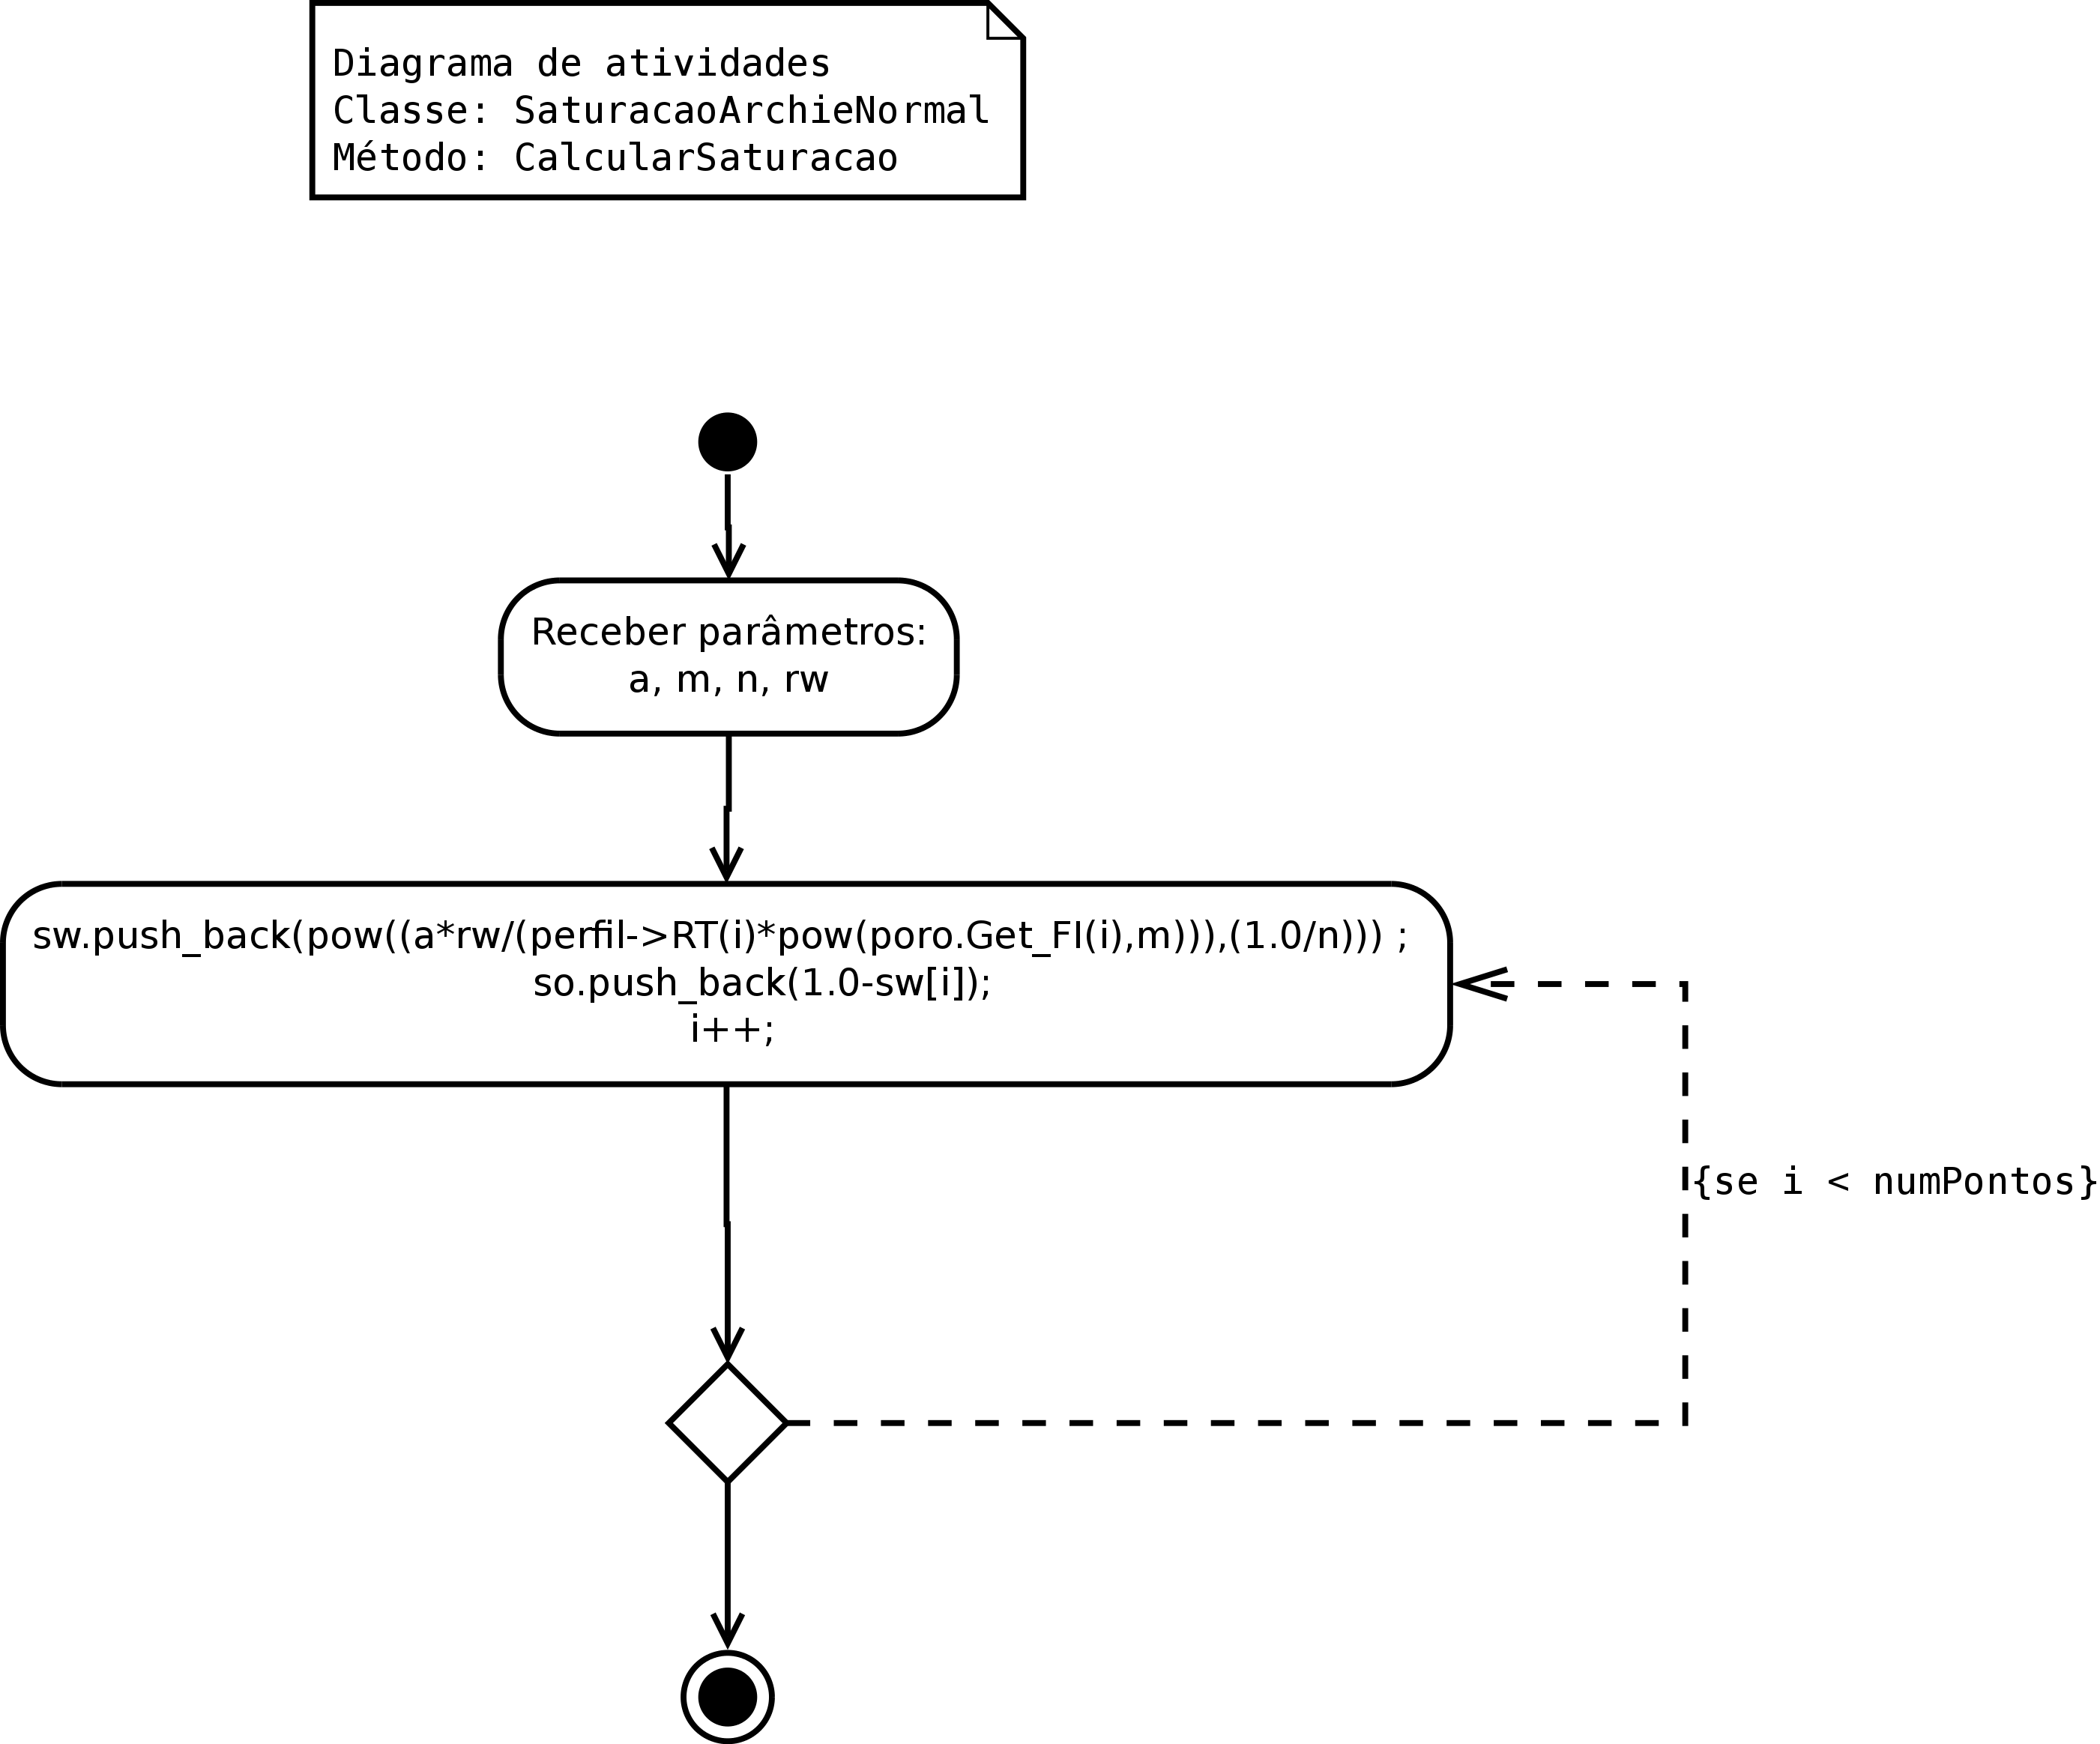 Diagrama de atividades
Classe: SaturacaoArchieNormal
Método: CalcularSaturacao
Receber parâmetros:
a, m, n, rw
sw.push_back(pow((a*rw/(perfil->RT(i)*pow(poro.Get_FI(i),m))),(1.0/n))) ;
so.push_back(1.0-sw[i]);
i++;
{se i < numPontos}